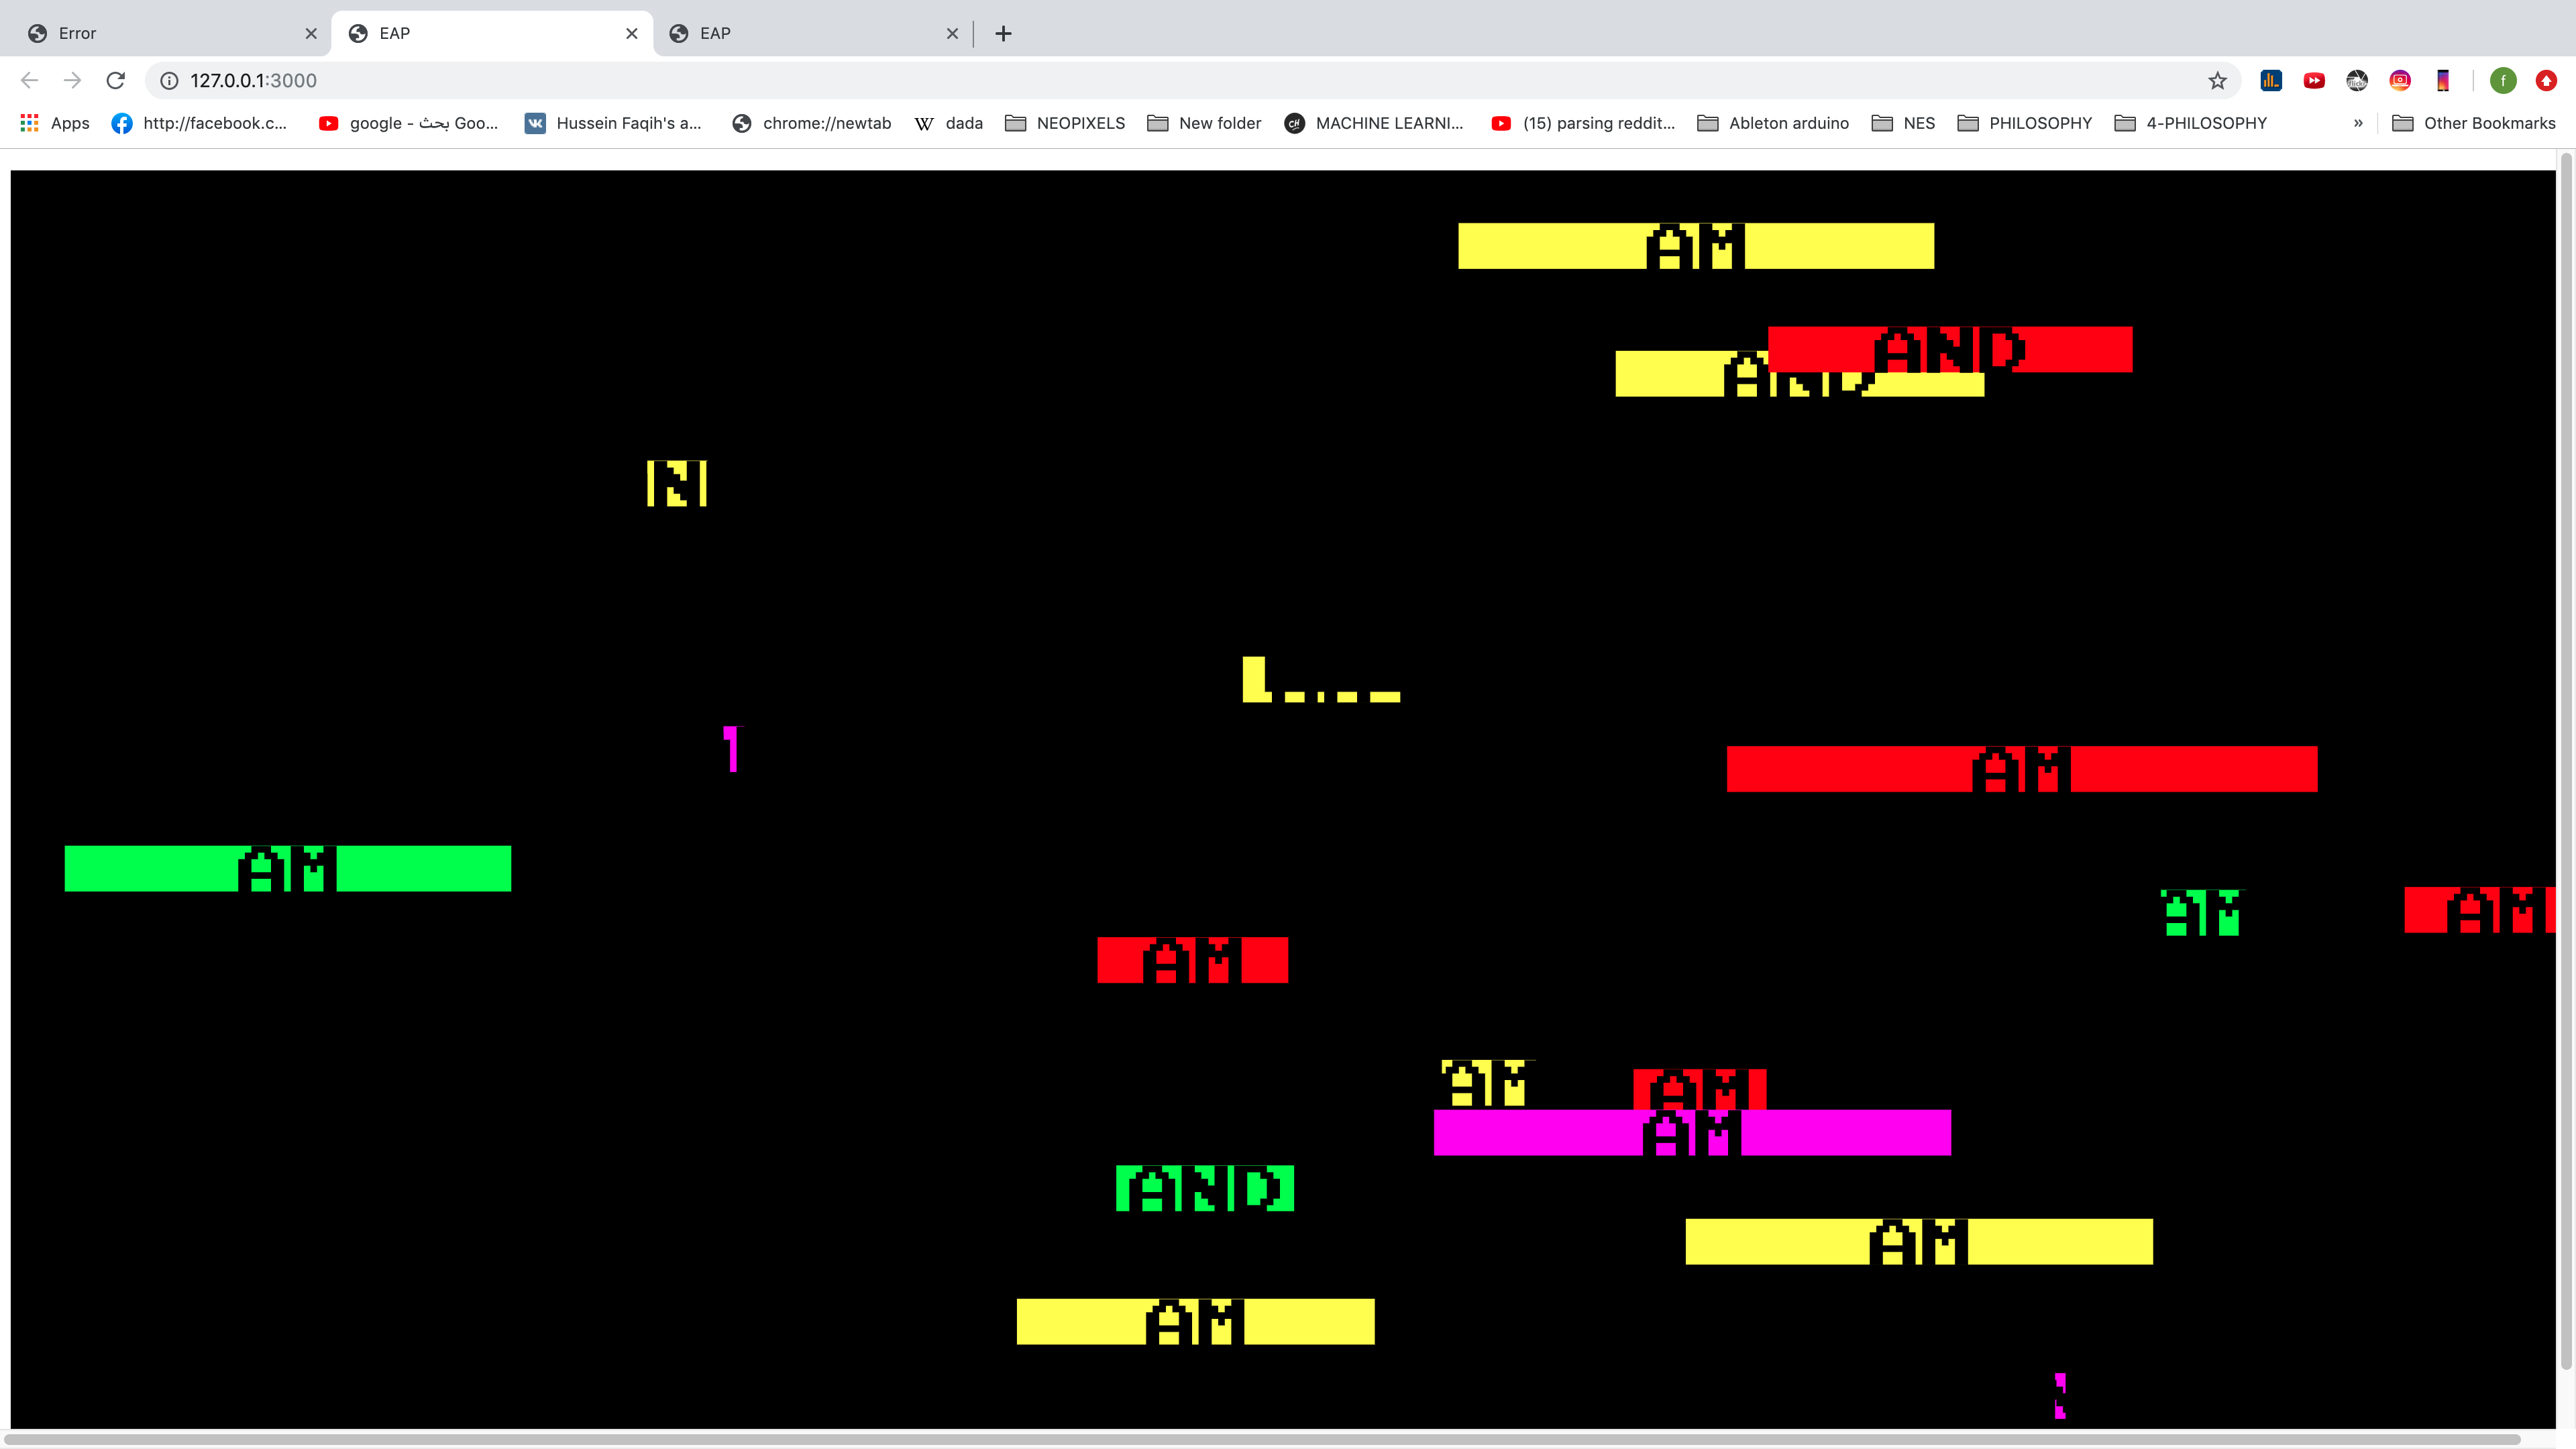 Error EAP EAP
127.0.0.1:3000
Apps http://facebook.c... google - بحث Goo... Hussein Faqih's a... chrome://newtab dada NEOPIXELS New folder MACHINE LEARNI... (15) parsing reddit... Ableton arduino NES PHILOSOPHY 4-PHILOSOPHY » Other Bookmarks
AM
AND
AND
N
AM
AM
AM
AM
AM
AM
AM
AM
AND
AM
AM